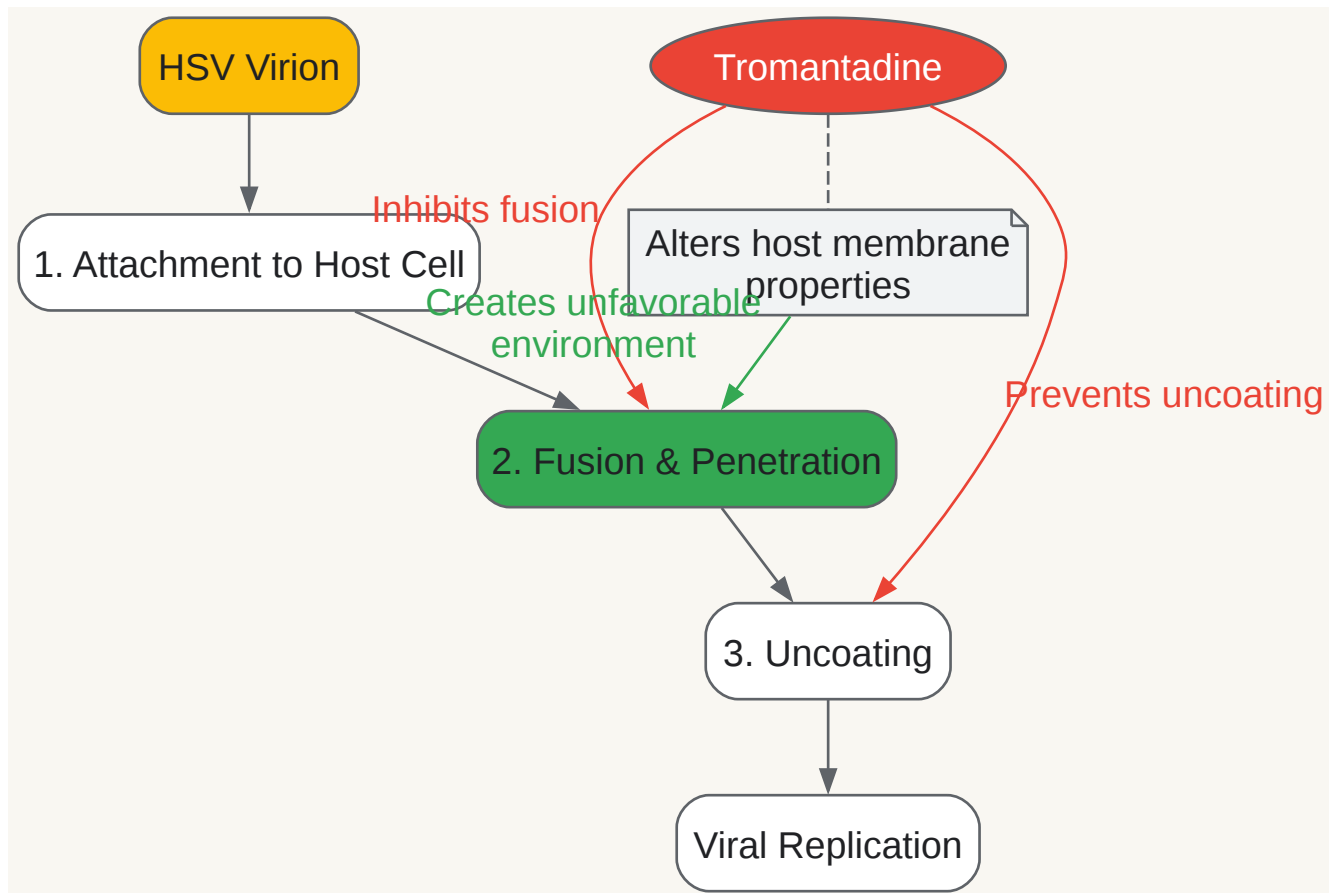 HSV Virion
Tromantadine
Inhibits fusion
Alters host membrane
properties
1. Attachment to Host Cell
Creates unfavorable
environment
Prevents uncoating
2. Fusion & Penetration
3. Uncoating
Viral Replication